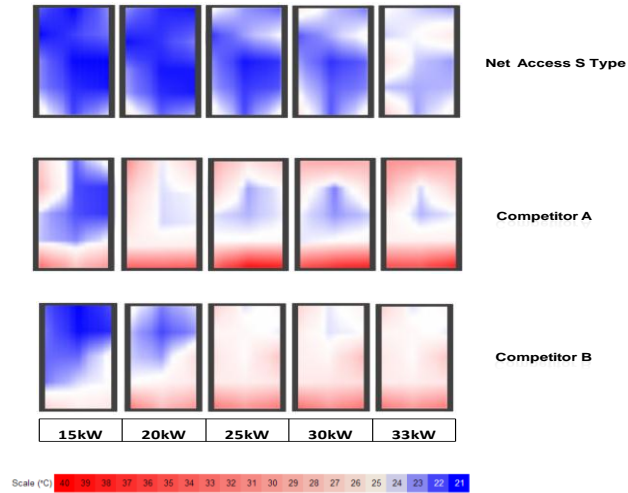 Net Access S Type
Competitor A
Competitor B
15kW 20kW 25kW 30kW 33kW
Scale (°C) 40 39 38 37 36 35 34 33 32 31 30 29 28 27 26 25 24 23 22 21